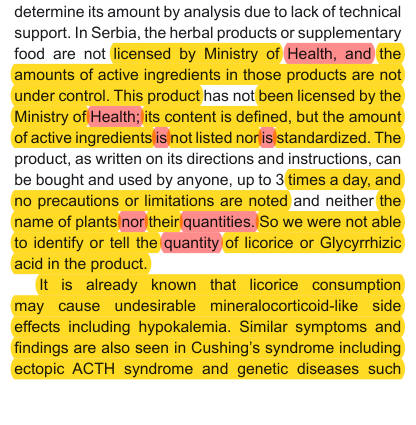 determine its amount by analysis due to lack of technical
support. In Serbia, the herbal products or supplementary
food are not licensed by Ministry of Health, and the
amounts of active ingredients in those products are not
under control. This product has not been licensed by the
Ministry of Health; its content is defined, but the amount
of active ingredients is not listed nor is standardized. The
product, as written on its directions and instructions, can
be bought and used by anyone, up to 3 times a day, and
no precautions or limitations are noted and neither the
name of plants nor their quantities. So we were not able
to identify or tell the quantity of licorice or Glycyrrhizic
acid in the product.
It is already known that licorice consumption
may cause undesirable mineralocorticoid-like side
effects including hypokalemia. Similar symptoms and
findings are also seen in Cushing’s syndrome including
ectopic ACTH syndrome and genetic diseases such